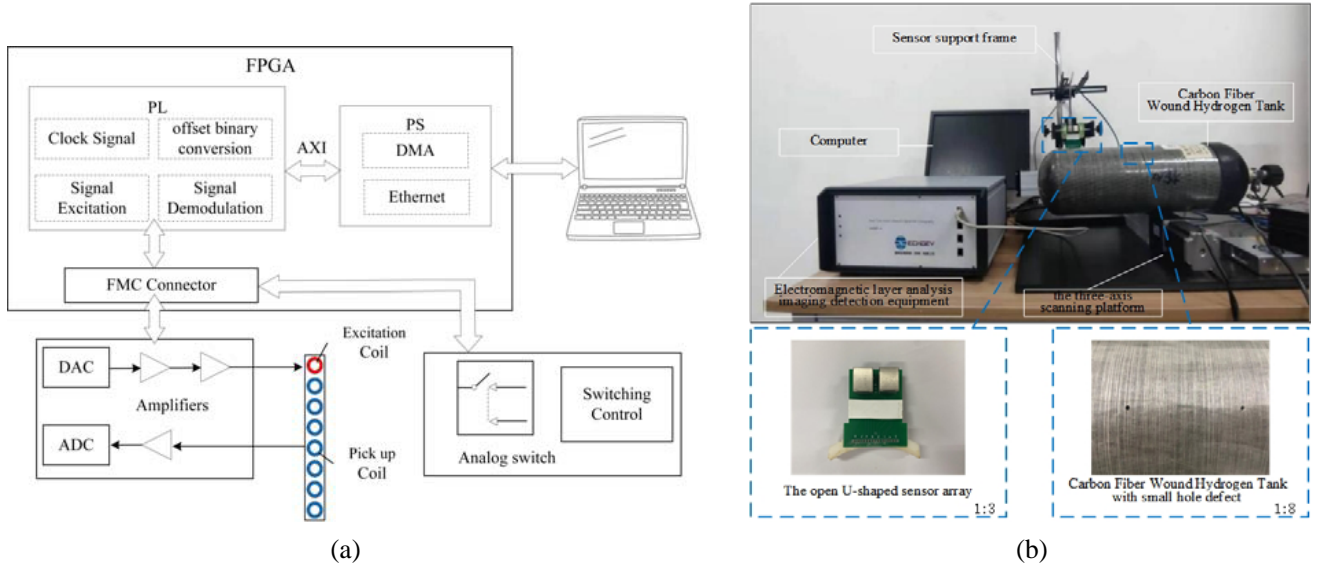 FPGA
PL
Clock Signal
offset binary
conversion
Signal
Excitation
Signal
Demodulation
AXI
PS
DMA
Ethernet
FMC Connector
DAC
Amplifiers
ADC
Excitation
Coil
Pick up
Coil
Analog switch
Switching
Control
(a)
Sensor support frame
Carbon Fiber
Wound Hydrogen Tank
Computer
Electromagnetic layer analysis
imaging detection equipment
the three-axis
scanning platform
The open U-shaped sensor array
1:3
Carbon Fiber Wound Hydrogen Tank
with small hole defect
1:8
(b)